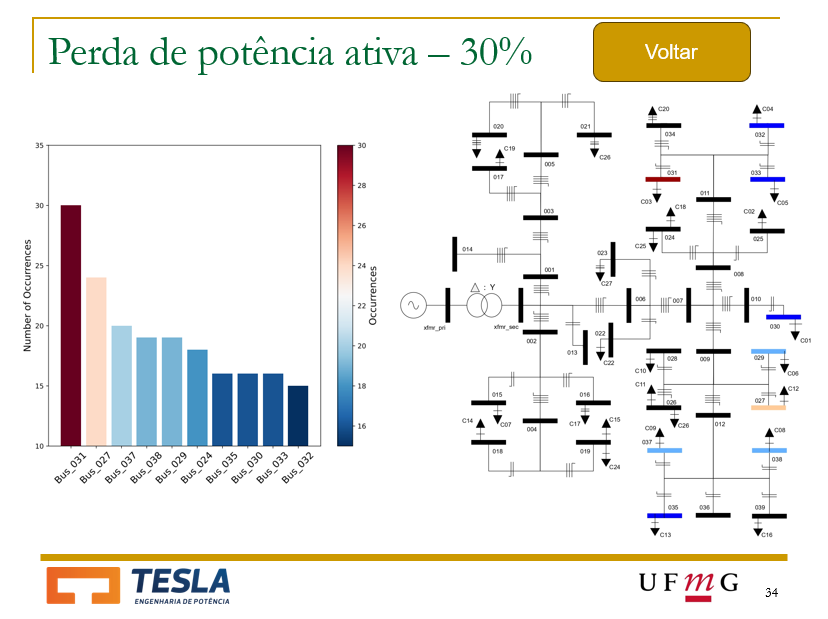 Perda de potência ativa – 30%
Voltar
Number of Occurrences
35
30
25
20
15
10
Bus_031
Bus_027
Bus_037
Bus_038
Bus_029
Bus_024
Bus_035
Bus_030
Bus_033
Bus_032
30
28
26
24
22
20
18
16
Occurrences
020
021
C19
C26
017
005
003
014
001
023
C27
△ : Y
xfmr_pri
xfmr_sec
002
013
022
C22
006
007
C20
034
C04
032
031
033
C03
C05
011
C18
C02
024
025
C25
008
010
030
C01
009
028
029
C10
C06
C11
C12
026
027
C26
012
C09
C08
037
038
035
036
039
C13
C16
015
016
C14
C07
C17
C15
004
018
019
C24
TESLA
ENGENHARIA DE POTÊNCIA
UFmG
34